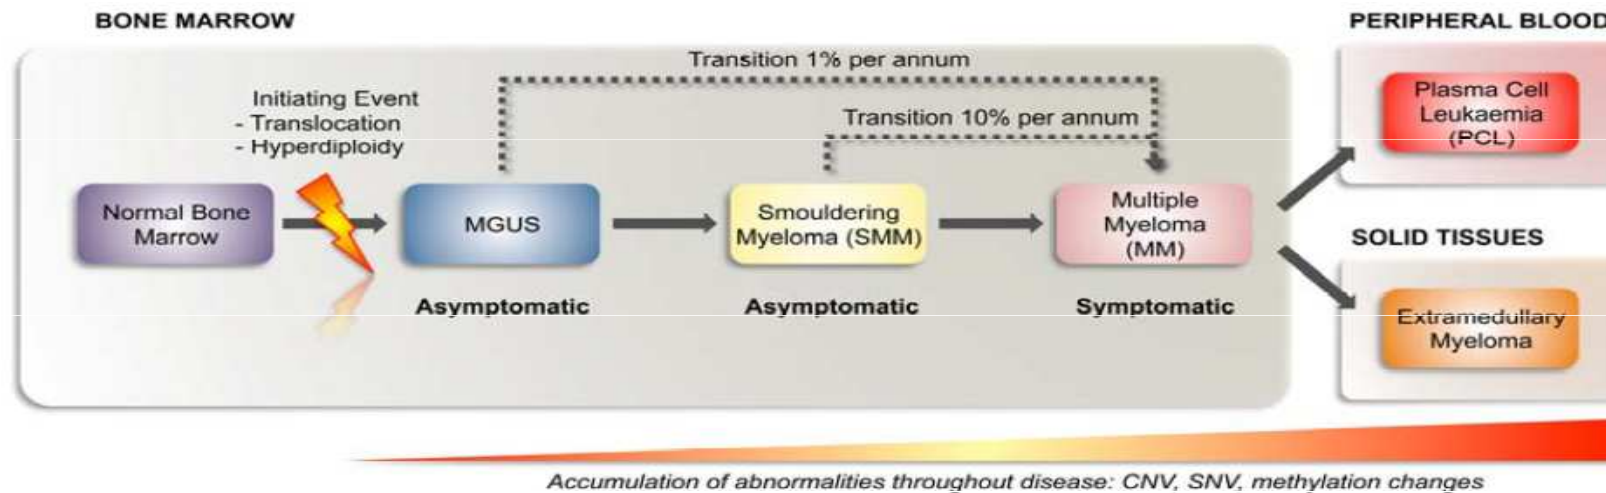 BONE MARROW
PERIPHERAL BLOOD
Transition 1% per annum
Initiating Event
- Translocation
- Hyperdiploidy
Transition 10% per annum
Plasma Cell
Leukaemia
(PCL)
Normal Bone
Marrow
MGUS
Smouldering
Myeloma (SMM)
Multiple
Myeloma
(MM)
SOLID TISSUES
Asymptomatic
Asymptomatic
Symptomatic
Extramedullary
Myeloma
Accumulation of abnormalities throughout disease: CNV, SNV, methylation changes